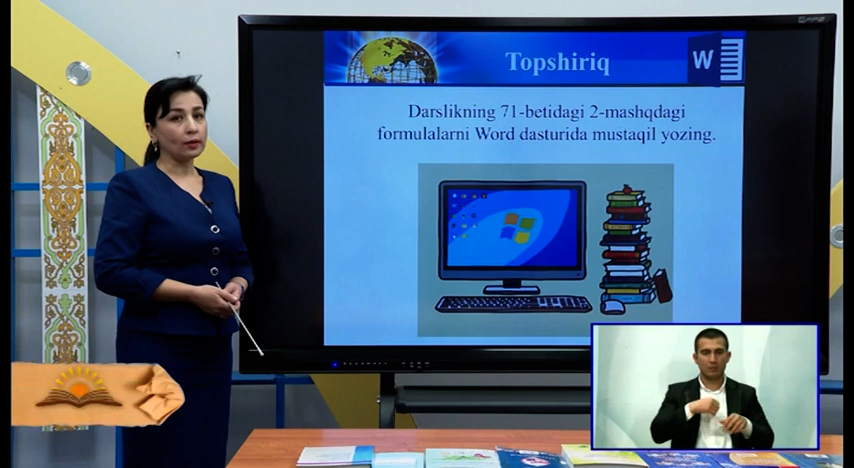 Topshiriq
W
Darslikning 71-betidagi 2-mashqdagi
formulalarni Word dasturida mustaqil yozing.